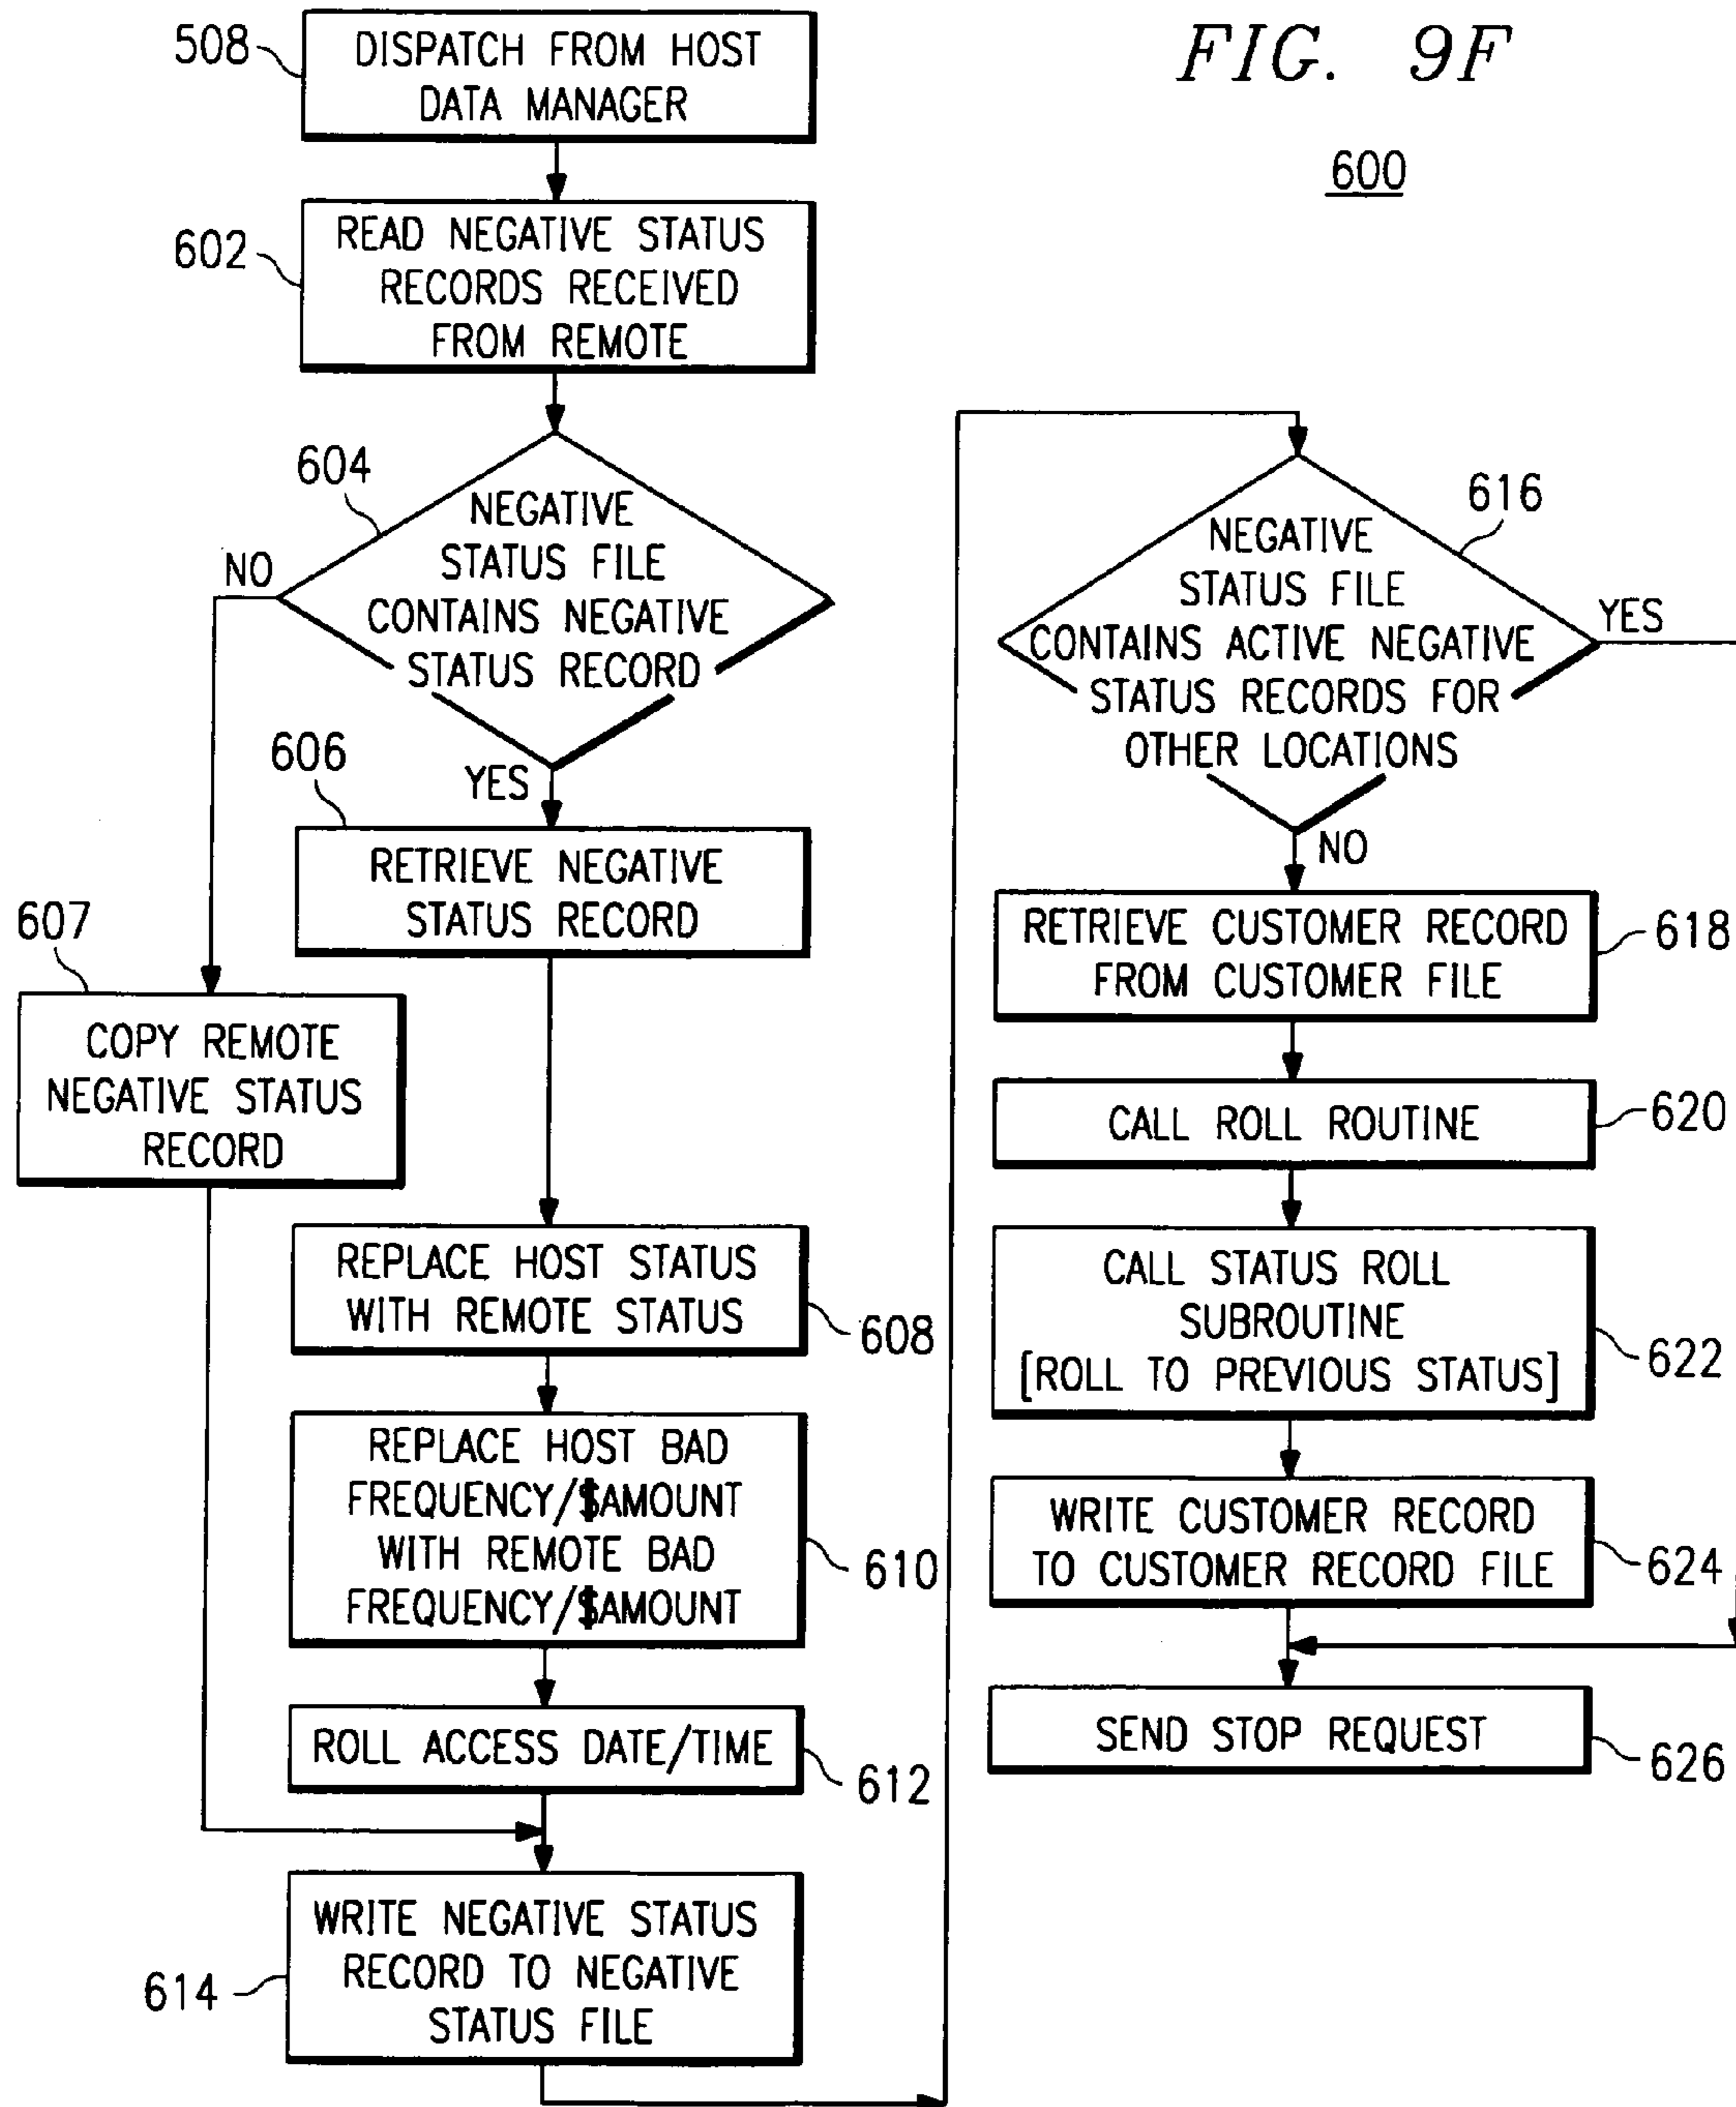 FIG. 9F
600
508
DISPATCH FROM HOST
DATA MANAGER
602
READ NEGATIVE STATUS
RECORDS RECEIVED
FROM REMOTE
604
NEGATIVE
STATUS FILE
CONTAINS NEGATIVE
STATUS RECORD
NO
YES
606
RETRIEVE NEGATIVE
STATUS RECORD
607
COPY REMOTE
NEGATIVE STATUS
RECORD
REPLACE HOST STATUS
WITH REMOTE STATUS
608
REPLACE HOST BAD
FREQUENCY/$AMOUNT
WITH REMOTE BAD
FREQUENCY/$AMOUNT
610
ROLL ACCESS DATE/TIME
612
WRITE NEGATIVE STATUS
RECORD TO NEGATIVE
STATUS FILE
614
616
NEGATIVE
STATUS FILE
CONTAINS ACTIVE NEGATIVE
STATUS RECORDS FOR
OTHER LOCATIONS
YES
NO
RETRIEVE CUSTOMER RECORD
FROM CUSTOMER FILE
618
CALL ROLL ROUTINE
620
CALL STATUS ROLL
SUBROUTINE
[ROLL TO PREVIOUS STATUS]
622
WRITE CUSTOMER RECORD
TO CUSTOMER RECORD FILE
624
SEND STOP REQUEST
626